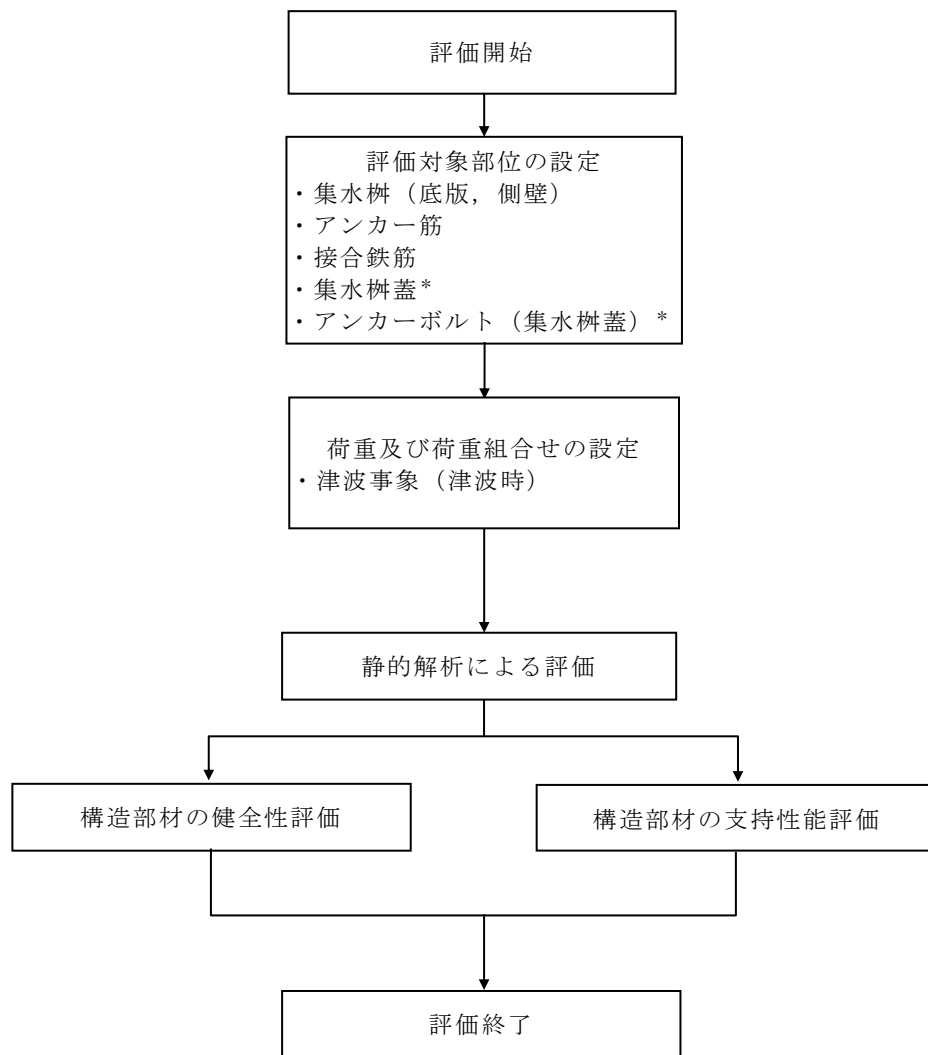 評価開始
評価対象部位の設定
・集水桝（底版，側壁）
・アンカー筋
・接合鉄筋
・集水桝蓋*
・アンカーボルト（集水桝蓋）*
荷重及び荷重組合せの設定
・津波事象（津波時）
静的解析による評価
構造部材の健全性評価
構造部材の支持性能評価
評価終了